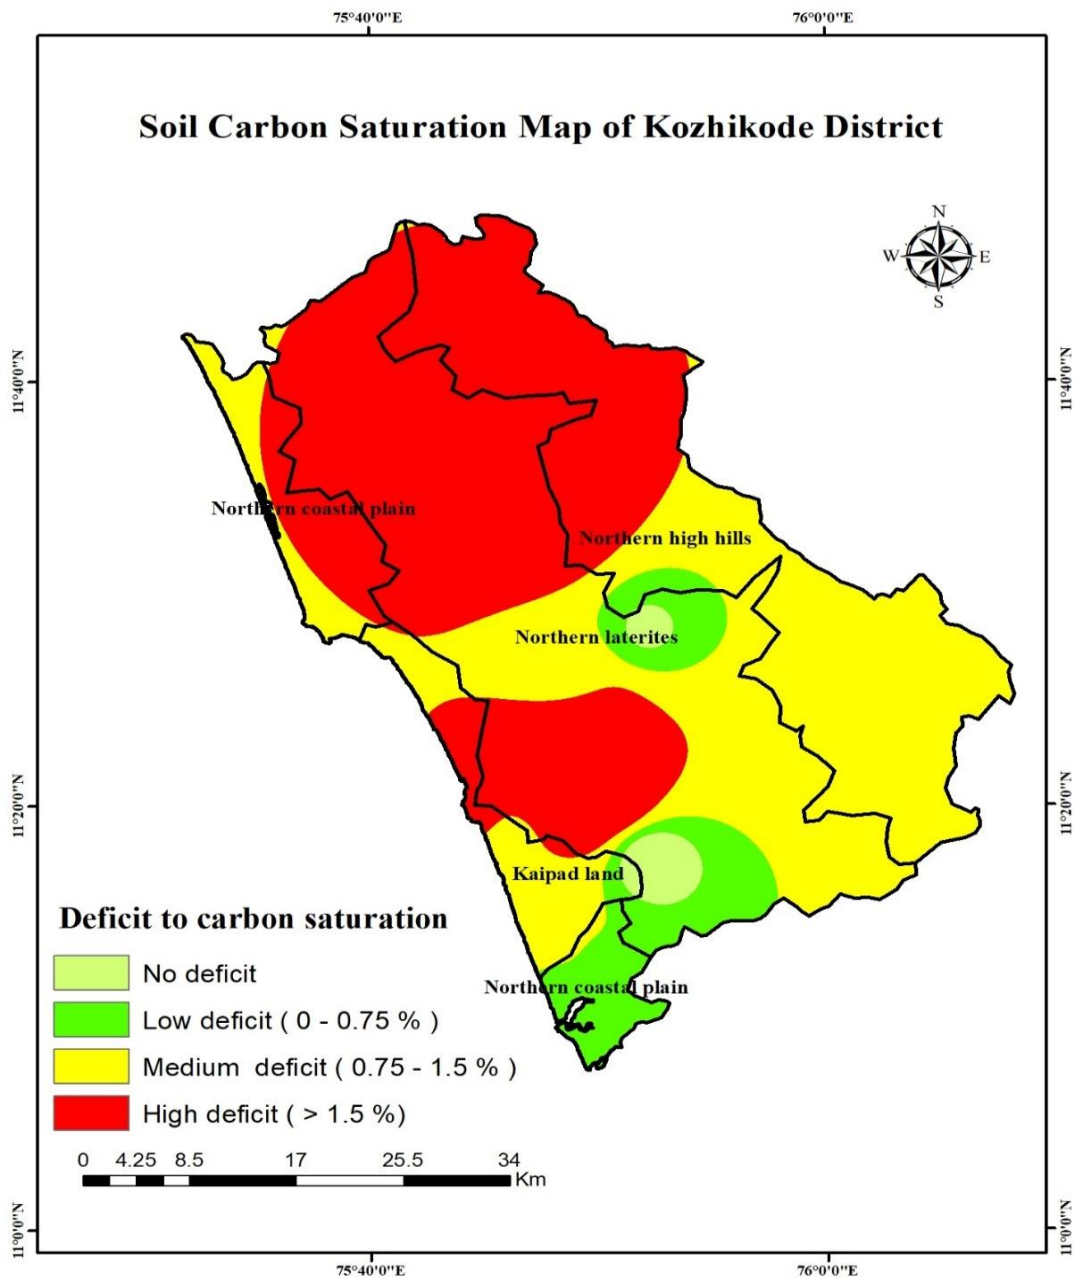 75°40'0"E
76°0'0"E
Soil Carbon Saturation Map of Kozhikode District
N
W
E
S
11°40'0"N
11°40'0"N
Northern coastal plain
Northern high hills
Northern laterites
11°20'0"N
11°20'0"N
Kaipad land
Deficit to carbon saturation
No deficit
Northern coastal plain
Low deficit ( 0 - 0.75 % )
Medium deficit ( 0.75 - 1.5 % )
High deficit ( > 1.5 %)
0 4.25 8.5 17 25.5 34
Km
11°0'0"N
11°0'0"N
75°40'0"E
76°0'0"E